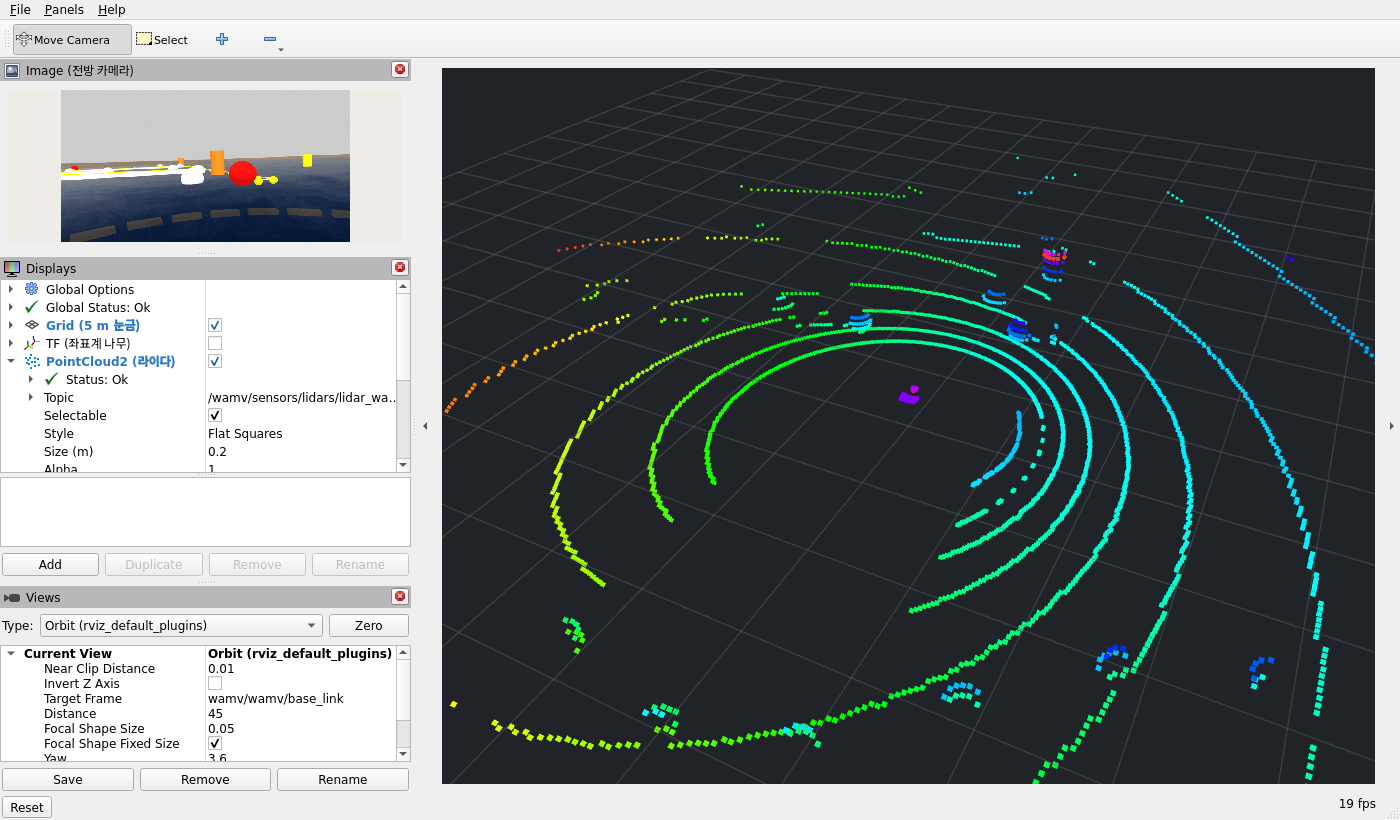 File Panels Help
Move Camera Select
Image (전방 카메라)
Displays
Global Options
Global Status: Ok
Grid (5 m 눈금)
TF (좌표계 나무)
PointCloud2 (라이다)
Status: Ok
Topic /wamv/sensors/lidars/lidar_wa...
Selectable
Style Flat Squares
Size (m) 0.2
Alpha 1
Add Duplicate Remove Rename
Views
Type: Orbit (rviz_default_plugins) Zero
Current View Orbit (rviz_default_plugins)
Near Clip Distance 0.01
Invert Z Axis
Target Frame wamv/wamv/base_link
Distance 45
Focal Shape Size 0.05
Focal Shape Fixed Size
Yaw 3.6
Save Remove Rename
Reset
19 fps